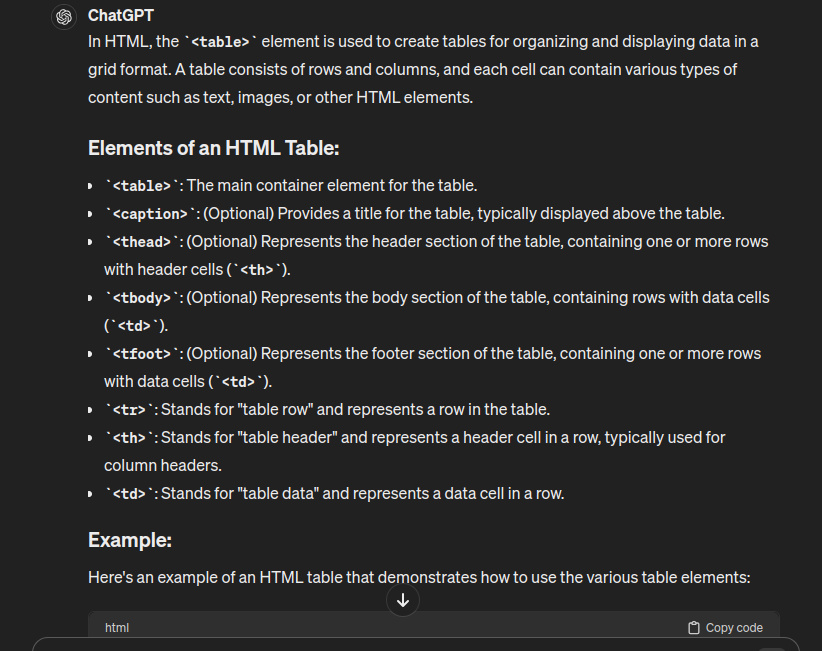 ChatGPT
In HTML, the `<table>` element is used to create tables for organizing and displaying data in a
grid format. A table consists of rows and columns, and each cell can contain various types of
content such as text, images, or other HTML elements.
Elements of an HTML Table:
`<table>`: The main container element for the table.
`<caption>`: (Optional) Provides a title for the table, typically displayed above the table.
`<thead>`: (Optional) Represents the header section of the table, containing one or more rows
with header cells (`<th>`).
`<tbody>`: (Optional) Represents the body section of the table, containing rows with data cells
(`<td>`).
`<tfoot>`: (Optional) Represents the footer section of the table, containing one or more rows
with data cells (`<td>`).
`<tr>`: Stands for "table row" and represents a row in the table.
`<th>`: Stands for "table header" and represents a header cell in a row, typically used for
column headers.
`<td>`: Stands for "table data" and represents a data cell in a row.
Example:
Here's an example of an HTML table that demonstrates how to use the various table elements:
html Copy code